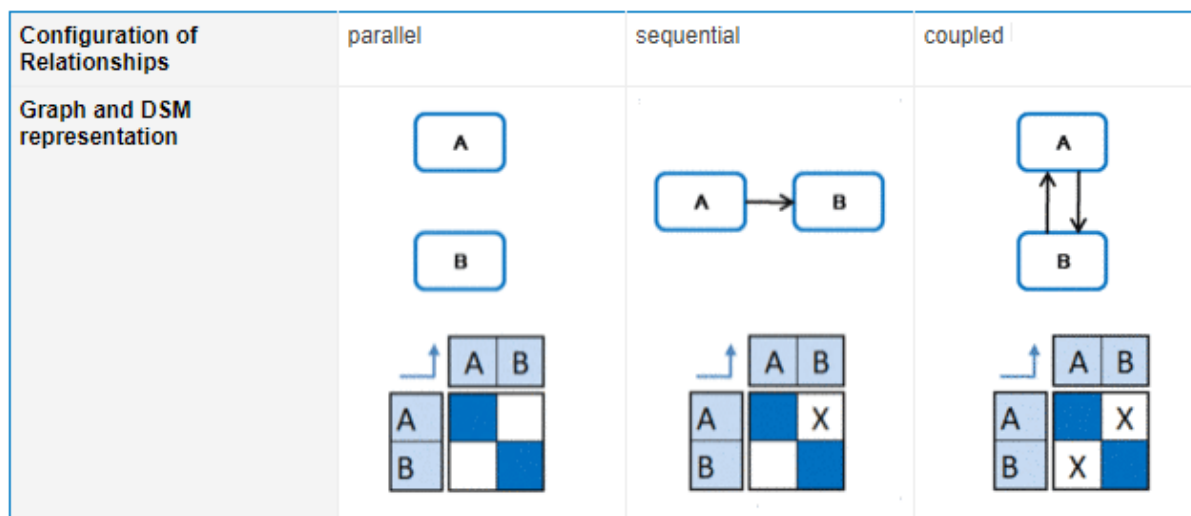 Configuration of
Relationships
parallel
sequential
coupled
Graph and DSM
representation
A
B
A B
A
B
A B
A B
A X
B
A
B
A B
A X
B X